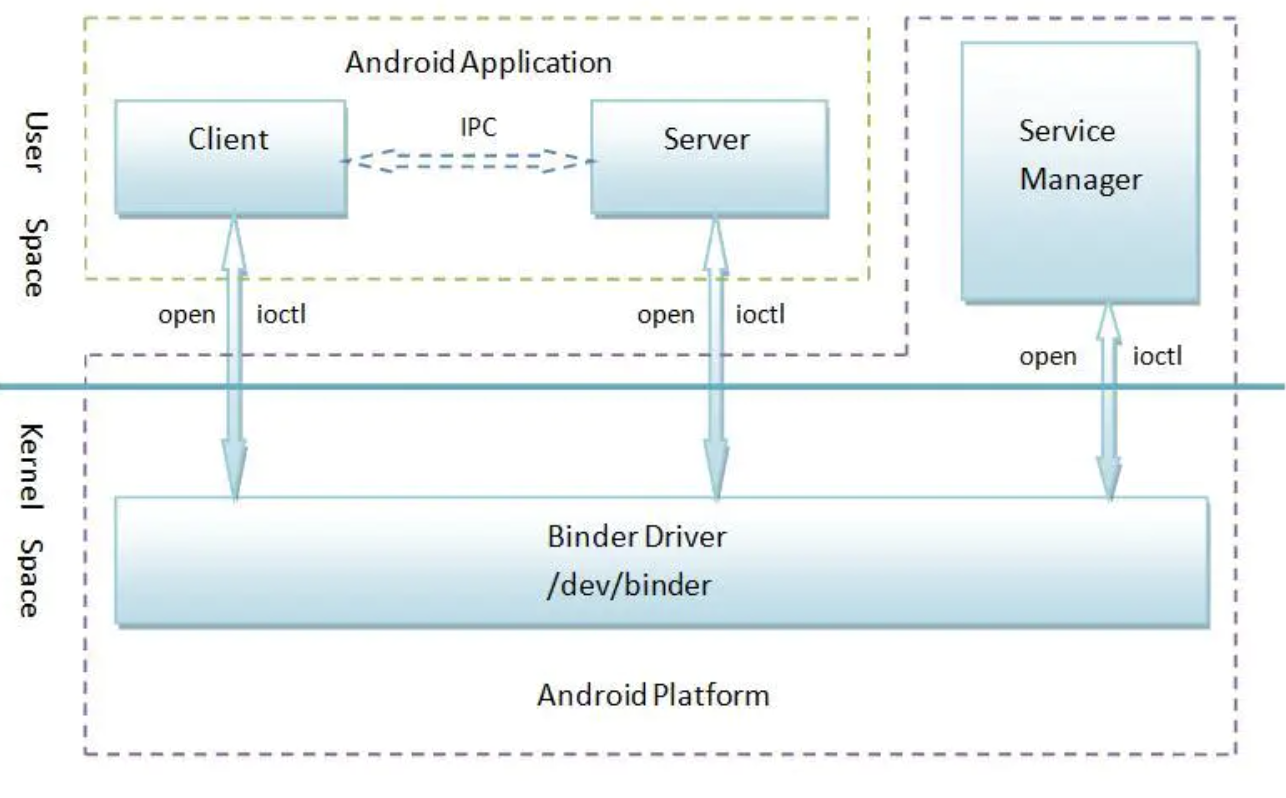 Android Application
Client
IPC
Server
Service
Manager
User Space
open ioctl
open ioctl
open ioctl
Kernel Space
Binder Driver
/dev/binder
Android Platform